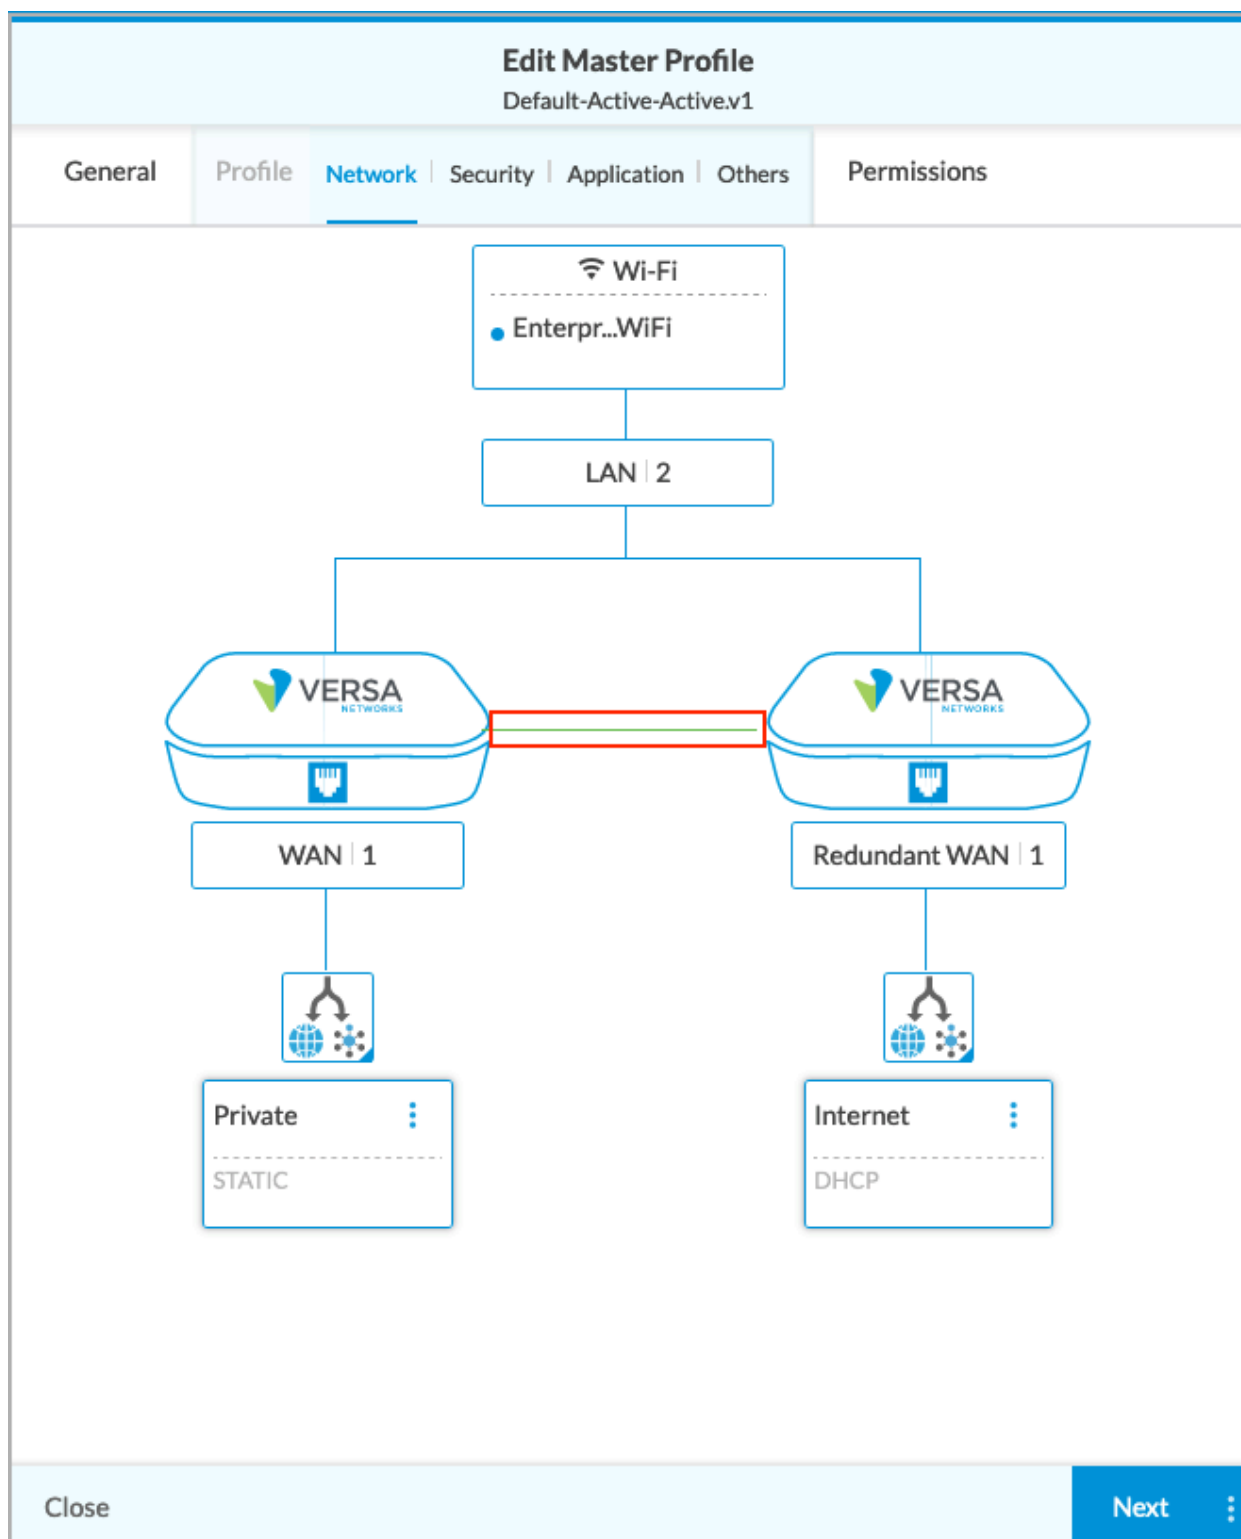 Edit Master Profile
Default-Active-Active.v1
General Profile Network | Security | Application | Others Permissions
Wi-Fi
Enterpr...WiFi
LAN | 2
VERSA VERSA
NETWORKS NETWORKS
WAN | 1 Redundant WAN | 1
Private Internet
STATIC DHCP
Close Next